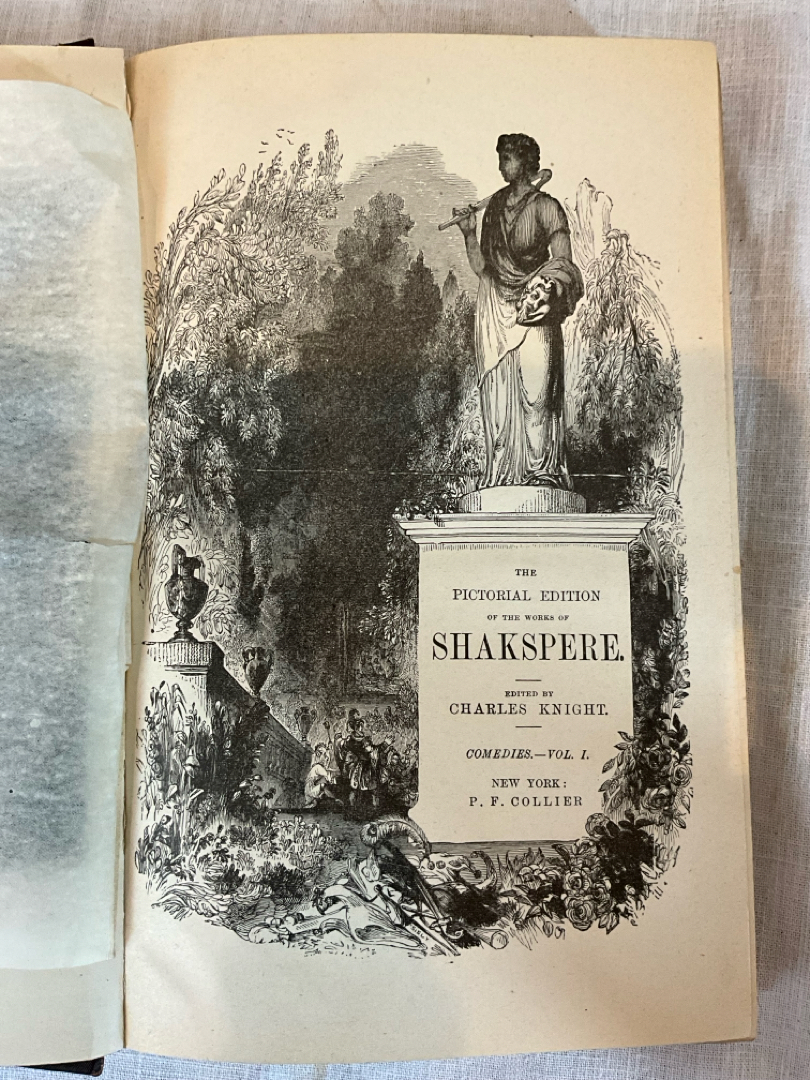 THE
PICTORIAL EDITION
OF THE WORKS OF
SHAKSPERE.
EDITED BY
CHARLES KNIGHT.
COMEDIES.—VOL. I.
NEW YORK:
P. F. COLLIER